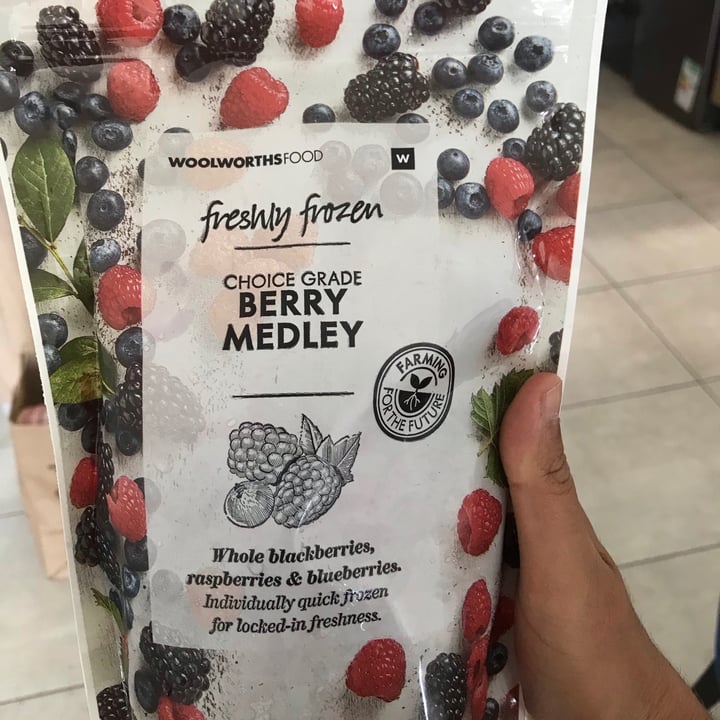 WOOLWORTHSFOOD
W
freshly frozen
CHOICE GRADE
BERRY
MEDLEY
FARMING
FOR THE FUTURE
Whole blackberries,
raspberries & blueberries.
Individually quick frozen
for locked-in freshness.